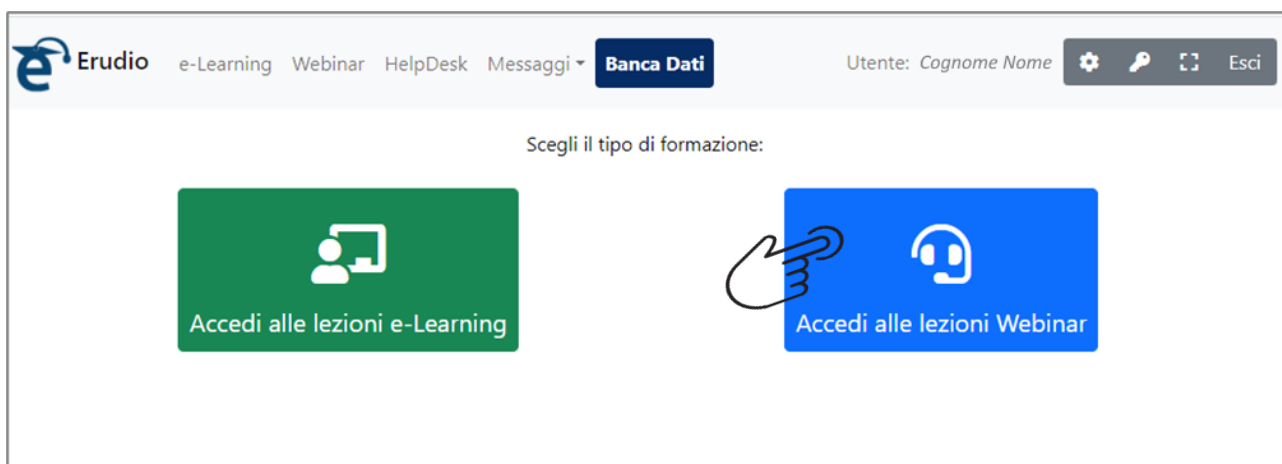 Erudio e-Learning Webinar HelpDesk Messaggi Banca Dati Utente: Cognome Nome Esci
Scegli il tipo di formazione:
Accedi alle lezioni e-Learning
Accedi alle lezioni Webinar